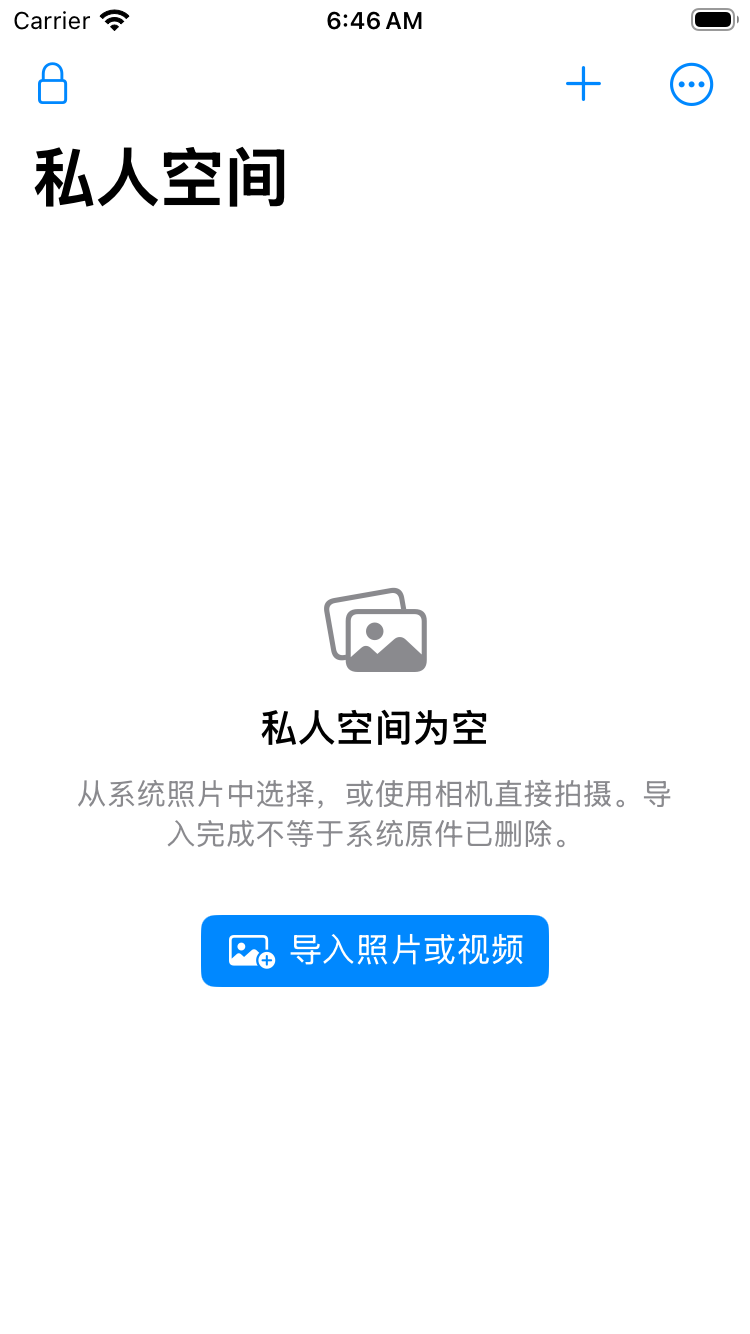 Carrier
6:46 AM
私人空间
私人空间为空
从系统照片中选择，或使用相机直接拍摄。导
入完成不等于系统原件已删除。
导入照片或视频